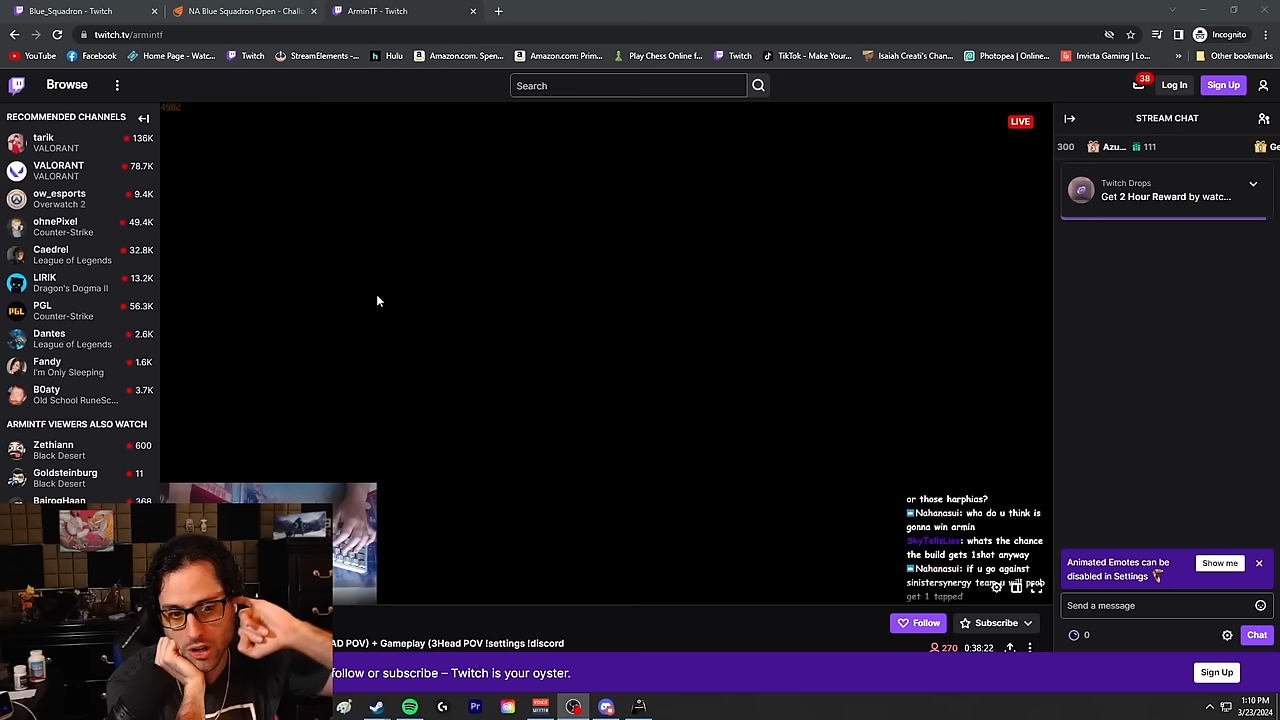 Blue_Squadron - Twitch
NA Blue Squadron Open - Challo
ArminTF - Twitch
twitch.tv/armintf
Incognito
YouTube
Facebook
Home Page - Watc...
Twitch
StreamElements -...
Hulu
Amazon.com. Spen...
Amazon.com: Prim...
Play Chess Online f...
Twitch
TikTok - Make Your...
Isaiah Creati's Chan...
Photopea | Online...
Invicta Gaming | Lo...
Other bookmarks
Browse
Search
38
Log In
Sign Up
RECOMMENDED CHANNELS
tarik
136K
VALORANT
VALORANT
78.7K
VALORANT
ow_esports
9.4K
Overwatch 2
ohnePixel
49.4K
Counter-Strike
Caedrel
32.8K
League of Legends
LIRIK
13.2K
Dragon's Dogma II
PGL
56.3K
Counter-Strike
Dantes
2.6K
League of Legends
Fandy
1.6K
I'm Only Sleeping
B0aty
3.7K
Old School RuneSc...
ARMINTF VIEWERS ALSO WATCH
Zethiann
600
Black Desert
Goldsteinburg
11
Black Desert
BairogHaan
368
4982
LIVE
or those harphias?
Nahanasui: who do u think is
gonna win armin
SkyTellsLies: whats the chance
the build gets 1shot anyway
Nahanasui: if u go against
sinistersynergy team u will prob
get 1 tapped
STREAM CHAT
300
Azu...
111
Ge
Twitch Drops
Get 2 Hour Reward by watc...
Animated Emotes can be
disabled in Settings
Show me
Send a message
0
Chat
Follow
Subscribe
AD POV) + Gameplay (3Head POV !settings !discord
270
0:38:22
follow or subscribe – Twitch is your oyster.
Sign Up
1:10 PM
3/23/2024